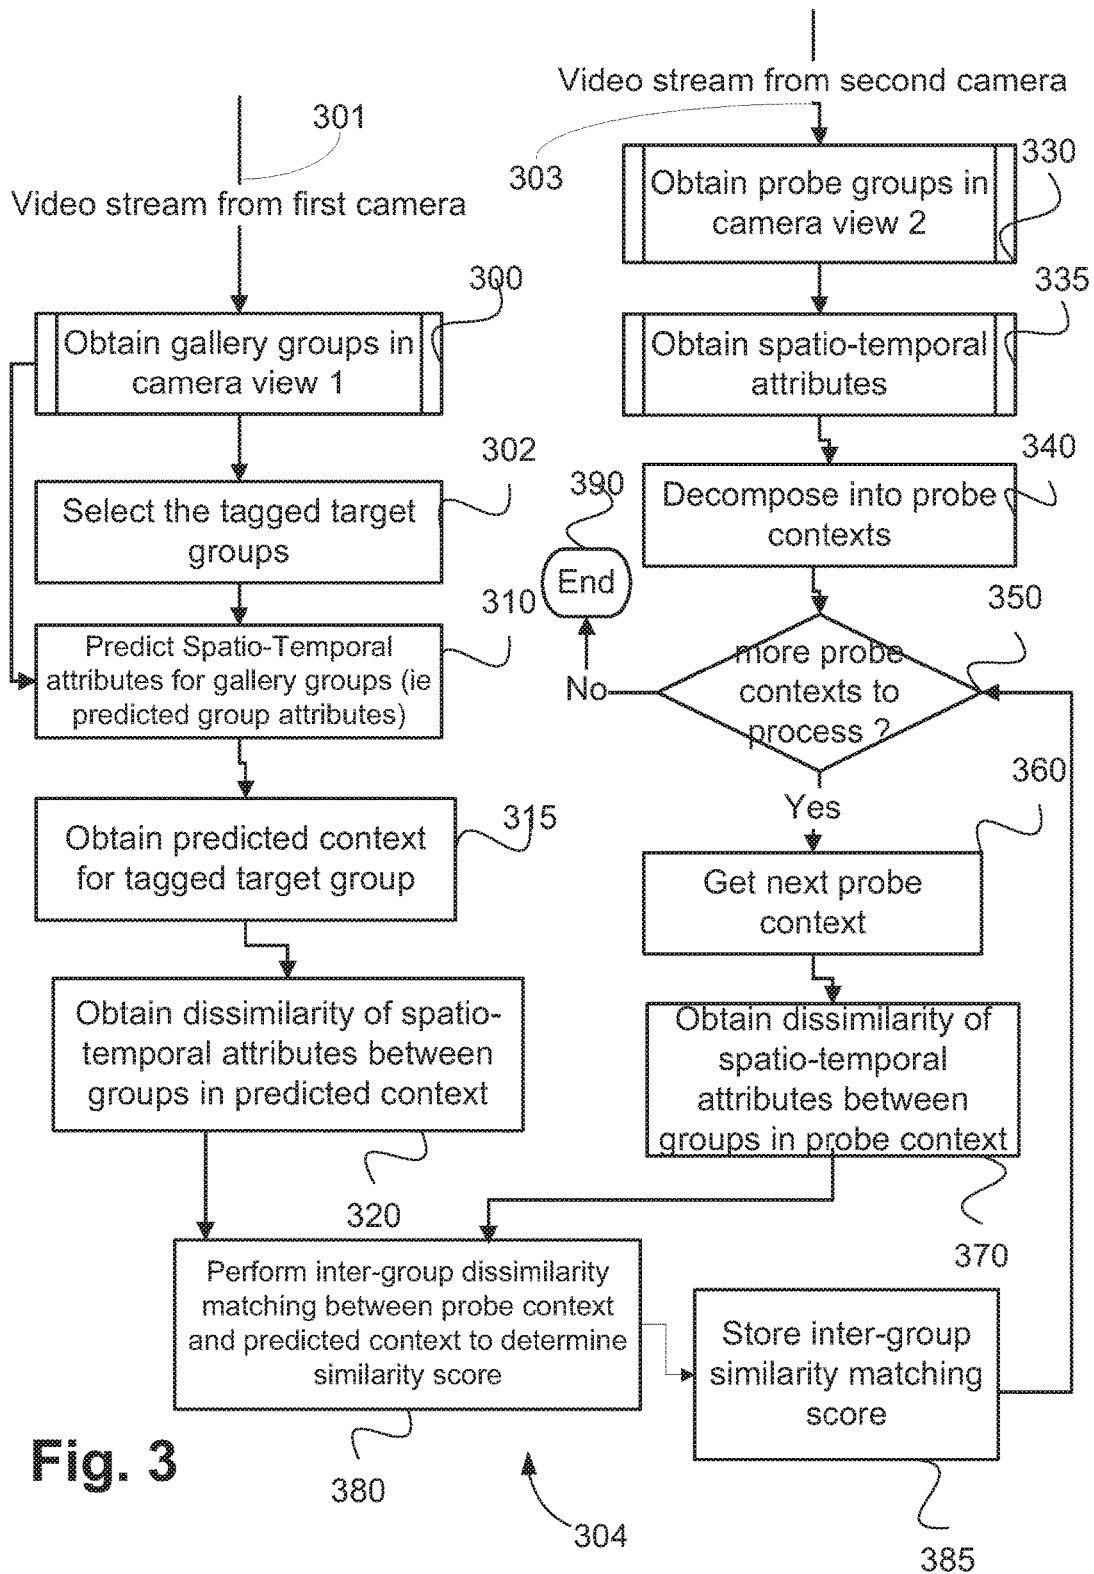 Video stream from second camera
301
303
330
Video stream from first camera
Obtain probe groups in
camera view 2
300
335
Obtain gallery groups in
camera view 1
Obtain spatio-temporal
attributes
302
340
390
Select the tagged target
groups
Decompose into probe
contexts
End
310
350
Predict Spatio-Temporal
attributes for gallery groups (ie
predicted group attributes)
No
more probe
contexts to
process ?
360
Yes
315
Obtain predicted context
for tagged target group
Get next probe
context
Obtain dissimilarity of spatio-
temporal attributes between
groups in predicted context
Obtain dissimilarity of
spatio-temporal
attributes between
groups in probe context
320
370
Perform inter-group dissimilarity
matching between probe context
and predicted context to determine
similarity score
Store inter-group
similarity matching
score
Fig. 3
380
304
385